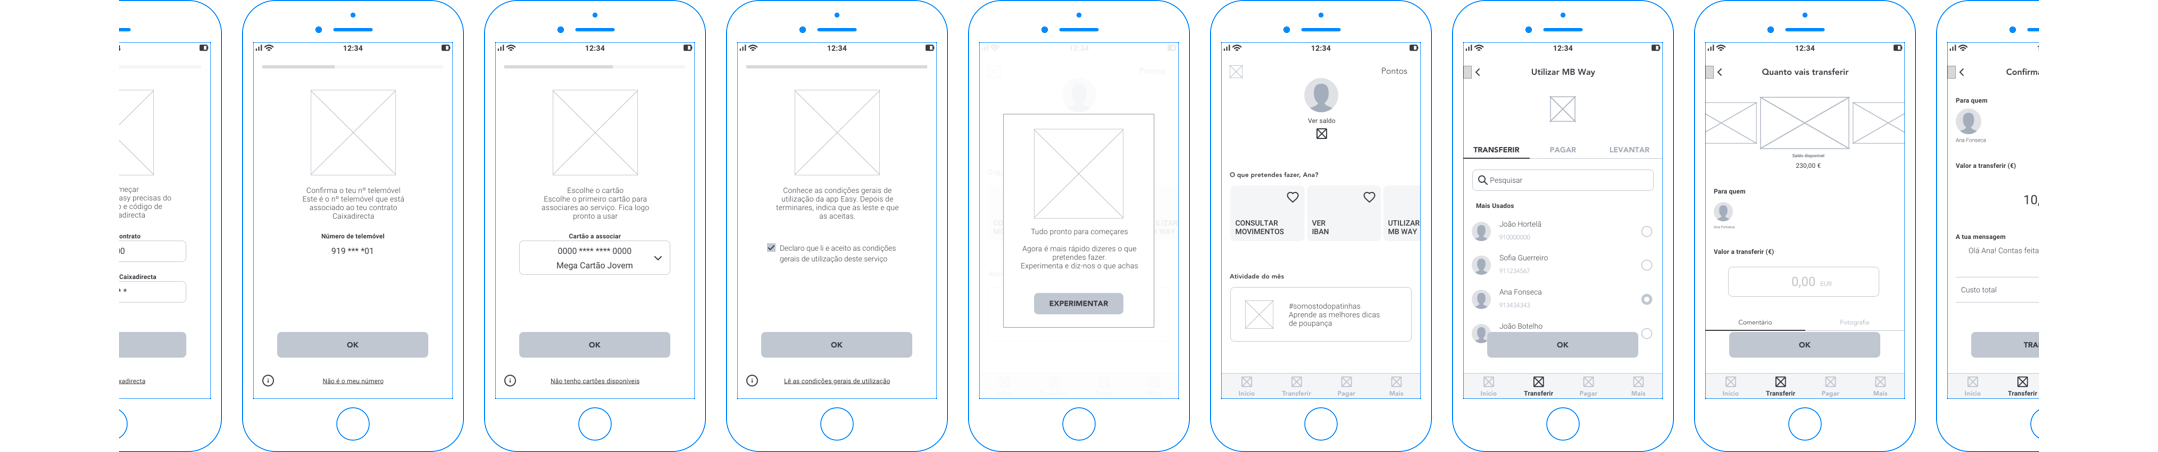 4
meçar
asy precisas do
o e código de
adirecta
ontrato
00
Caixadirecta
* *
aixadirecta
12:34
Confirma o teu nº telemóvel
Este é o nº telemóvel que está
associado ao teu contrato
Caixadirecta
Número de telemóvel
919 *** *01
OK
Não é o meu número
12:34
Escolhe o cartão
Escolhe o primeiro cartão para
associares ao serviço. Fica logo
pronto a usar
Cartão a associar
0000 **** **** 0000
Mega Cartão Jovem
OK
Não tenho cartões disponíveis
12:34
Conhece as condições gerais de
utilização da app Easy. Depois de
terminares, indica que as leste e que
as aceitas.
Declaro que li e aceito as condições
gerais de utilização deste serviço
OK
Lê as condições gerais de utilização
12:34
Pontos
Tudo pronto para começares
Agora é mais rápido dizeres o que
pretendes fazer.
Experimenta e diz-nos o que achas
EXPERIMENTAR
12:34
Pontos
Ver saldo
O que pretendes fazer, Ana?
CONSULTAR
MOVIMENTOS
VER
IBAN
UTILIZAR
MB WAY
Atividade do mês
#somostodopatinhas
Aprende as melhores dicas
de poupança
Início Transferir Pagar Mais
12:34
Utilizar MB Way
TRANSFERIR PAGAR LEVANTAR
Pesquisar
Mais Usados
João Hortelã
910000000
Sofia Guerreiro
911234567
Ana Fonseca
913434343
João Botelho
OK
Início Transferir Pagar Mais
12:34
Quanto vais transferir
Saldo disponível
230,00 €
Para quem
Ana Fonseca
Valor a transferir (€)
0,00 EUR
Comentário Fotografia
OK
Início Transferir Pagar Mais
12:34
Confirma
Para quem
Ana Fonseca
Valor a transferir (€)
10,
A tua mensagem
Olá Ana! Contas feita
Custo total
TRA
Início Transferir